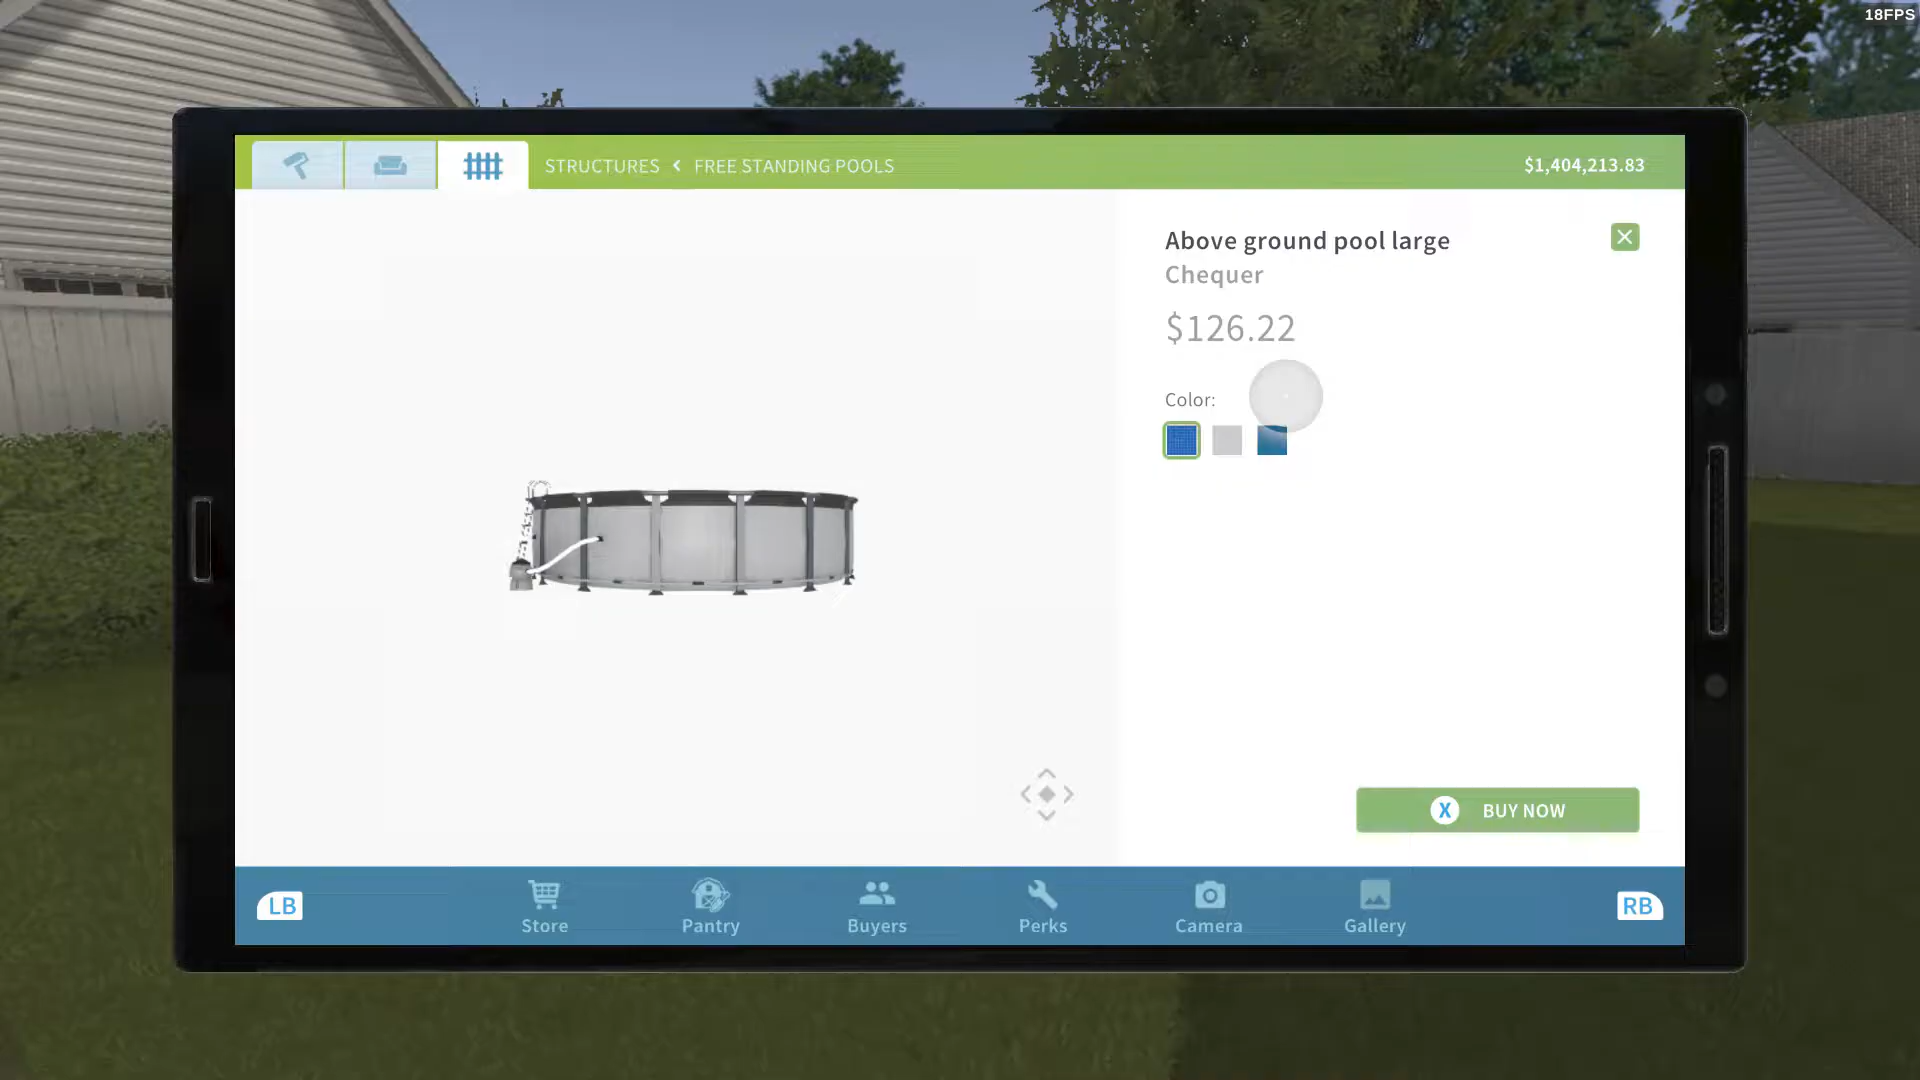 18FPS
STRUCTURES < FREE STANDING POOLS
$1,404,213.83
Above ground pool large
Chequer
$126.22
Color:
X BUY NOW
LB
Store
Pantry
Buyers
Perks
Camera
Gallery
RB